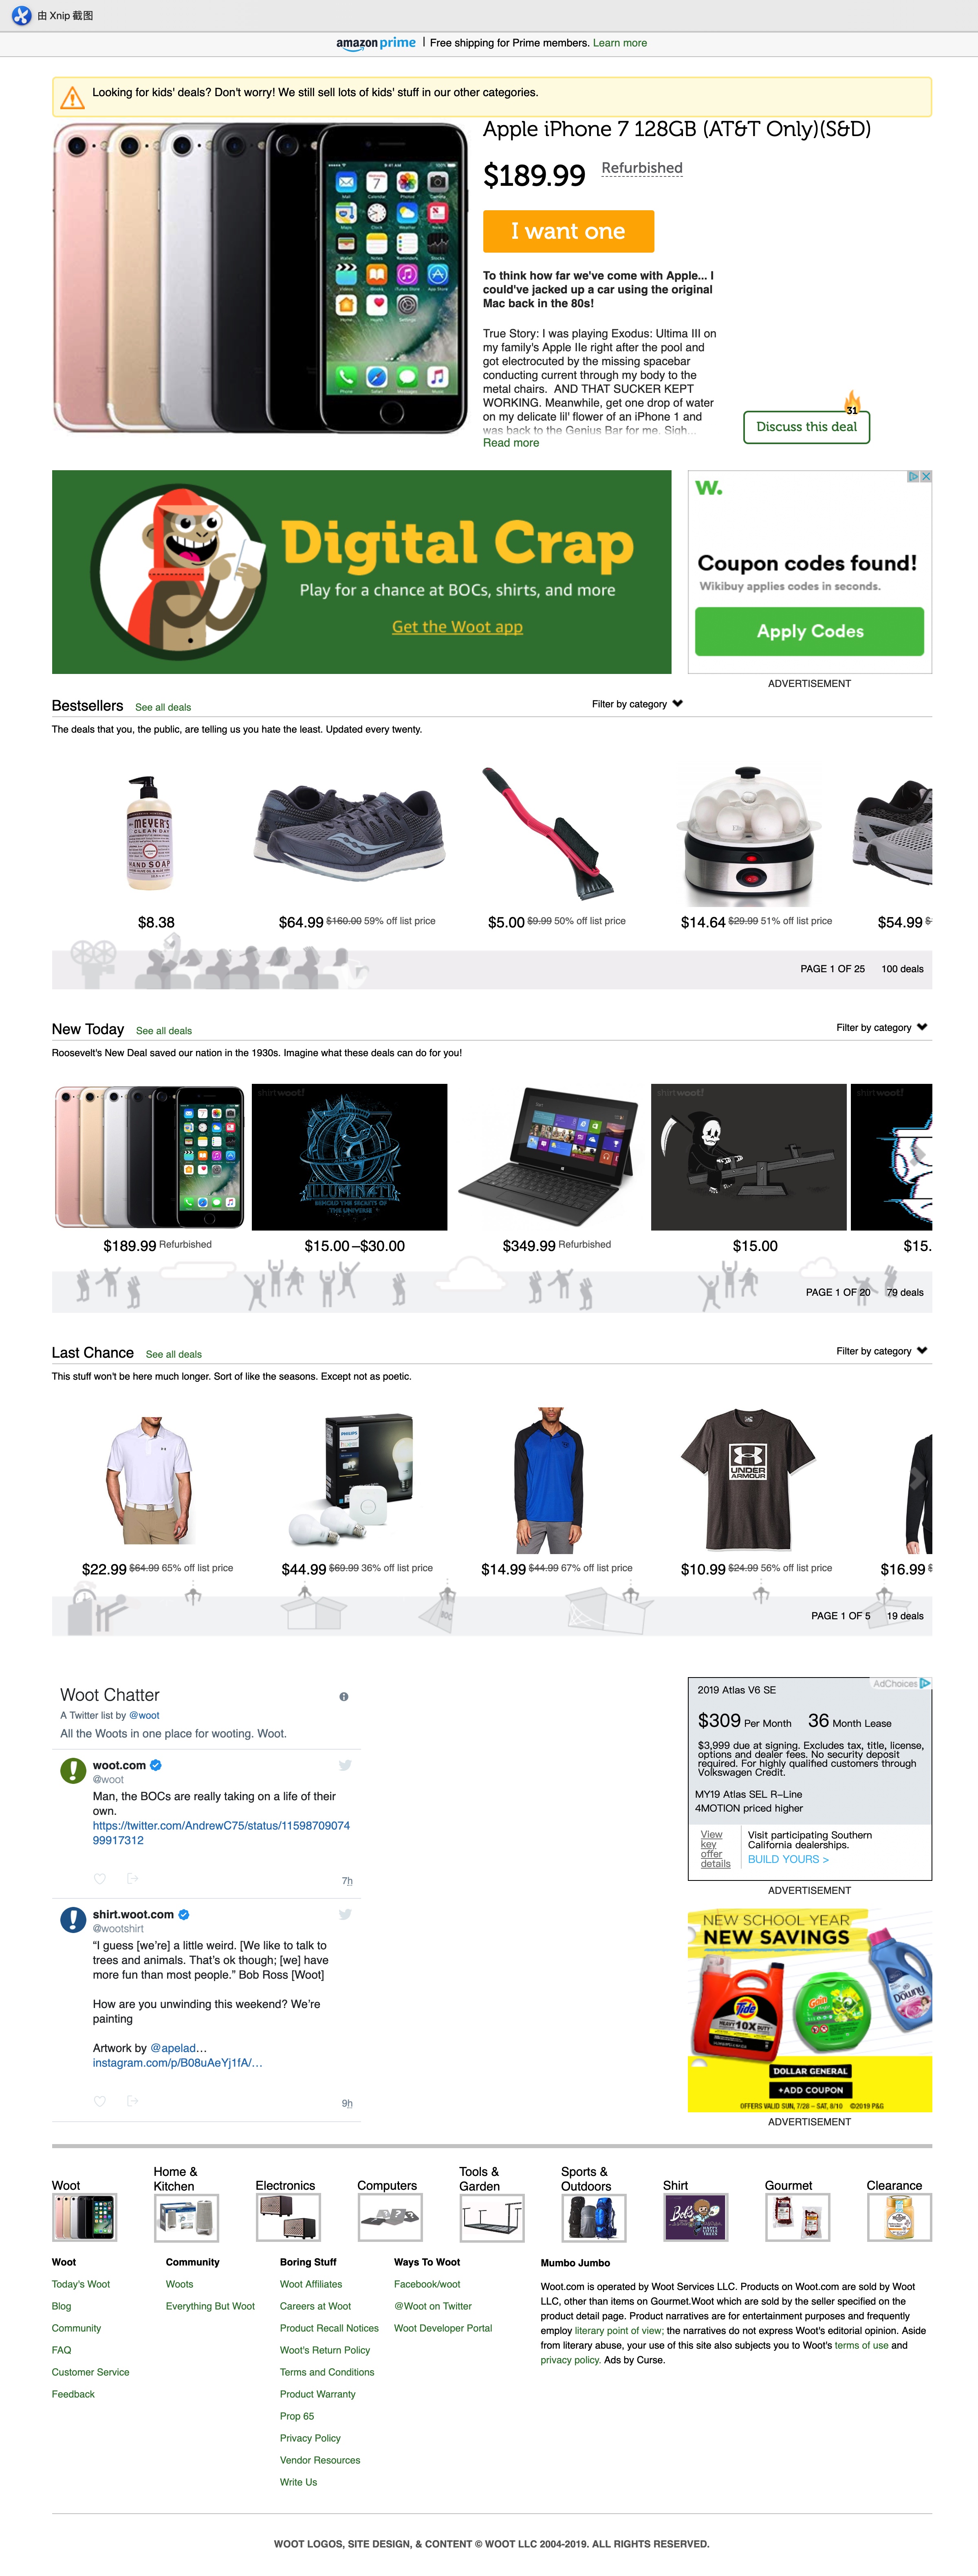 由 Xnip 截图
amazon prime | Free shipping for Prime members. Learn more
Looking for kids' deals? Don't worry! We still sell lots of kids' stuff in our other categories.
Apple iPhone 7 128GB (AT&T Only)(S&D)
$189.99 Refurbished
I want one
To think how far we've come with Apple... I
could've jacked up a car using the original
Mac back in the 80s!
True Story: I was playing Exodus: Ultima III on
my family's Apple IIe right after the pool and
got electrocuted by the missing spacebar
conducting current through my body to the
metal chairs.  AND THAT SUCKER KEPT
WORKING. Meanwhile, get one drop of water
on my delicate lil' flower of an iPhone 1 and
was back to the Genius Bar for me. Sigh...
Read more
31
Discuss this deal
Digital Crap
Play for a chance at BOCs, shirts, and more
Get the Woot app
w.
Coupon codes found!
Wikibuy applies codes in seconds.
Apply Codes
ADVERTISEMENT
Bestsellers See all deals
Filter by category
The deals that you, the public, are telling us you hate the least. Updated every twenty.
MEYER'S
CLEAN DAY
HAND SOAP
$8.38
$64.99 $160.00 59% off list price
$5.00 $9.99 50% off list price
$14.64 $29.99 51% off list price
$54.99 $
PAGE 1 OF 25 100 deals
New Today See all deals
Filter by category
Roosevelt's New Deal saved our nation in the 1930s. Imagine what these deals can do for you!
shirt.woot!
ILLUMINATI
BEHOLD THE SECRETS OF
THE UNIVERSE
shirt.woot!
shirt.woot!
$189.99 Refurbished
$15.00–$30.00
$349.99 Refurbished
$15.00
$15.
PAGE 1 OF 20 79 deals
Last Chance See all deals
Filter by category
This stuff won't be here much longer. Sort of like the seasons. Except not as poetic.
PHILIPS
UNDER
ARMOUR
$22.99 $64.99 65% off list price
$44.99 $69.99 36% off list price
$14.99 $44.99 67% off list price
$10.99 $24.99 56% off list price
$16.99 $
BOC
PAGE 1 OF 5 19 deals
Woot Chatter
A Twitter list by @woot
All the Woots in one place for wooting. Woot.
woot.com
@woot
Man, the BOCs are really taking on a life of their
own.
https://twitter.com/AndrewC75/status/11598709074
99917312
7h
shirt.woot.com
@wootshirt
“I guess [we’re] a little weird. [We like to talk to
trees and animals. That’s ok though; [we] have
more fun than most people.” Bob Ross [Woot]
How are you unwinding this weekend? We’re
painting
Artwork by @apelad…
instagram.com/p/B08uAeYj1fA/…
9h
AdChoices
2019 Atlas V6 SE
$309 Per Month 36 Month Lease
$3,999 due at signing. Excludes tax, title, license,
options and dealer fees. No security deposit
required. For highly qualified customers through
Volkswagen Credit.
MY19 Atlas SEL R-Line
4MOTION priced higher
View
key
offer
details
Visit participating Southern
California dealerships.
BUILD YOURS >
ADVERTISEMENT
NEW SCHOOL YEAR
NEW SAVINGS
Tide
HEAVY 10X DUTY
Gain
Downy
DOLLAR GENERAL
+ADD COUPON
OFFERS VALID SUN, 7/28 – SAT, 8/10 ©2019 P&G
ADVERTISEMENT
Woot
Home &
Kitchen
Electronics
Computers
Tools &
Garden
Sports &
Outdoors
Shirt
Gourmet
Clearance
Bob's
Woot
Today's Woot
Blog
Community
FAQ
Customer Service
Feedback
Community
Woots
Everything But Woot
Boring Stuff
Woot Affiliates
Careers at Woot
Product Recall Notices
Woot's Return Policy
Terms and Conditions
Product Warranty
Prop 65
Privacy Policy
Vendor Resources
Write Us
Ways To Woot
Facebook/woot
@Woot on Twitter
Woot Developer Portal
Mumbo Jumbo
Woot.com is operated by Woot Services LLC. Products on Woot.com are sold by Woot
LLC, other than items on Gourmet.Woot which are sold by the seller specified on the
product detail page. Product narratives are for entertainment purposes and frequently
employ literary point of view; the narratives do not express Woot's editorial opinion. Aside
from literary abuse, your use of this site also subjects you to Woot's terms of use and
privacy policy. Ads by Curse.
WOOT LOGOS, SITE DESIGN, & CONTENT © WOOT LLC 2004-2019. ALL RIGHTS RESERVED.